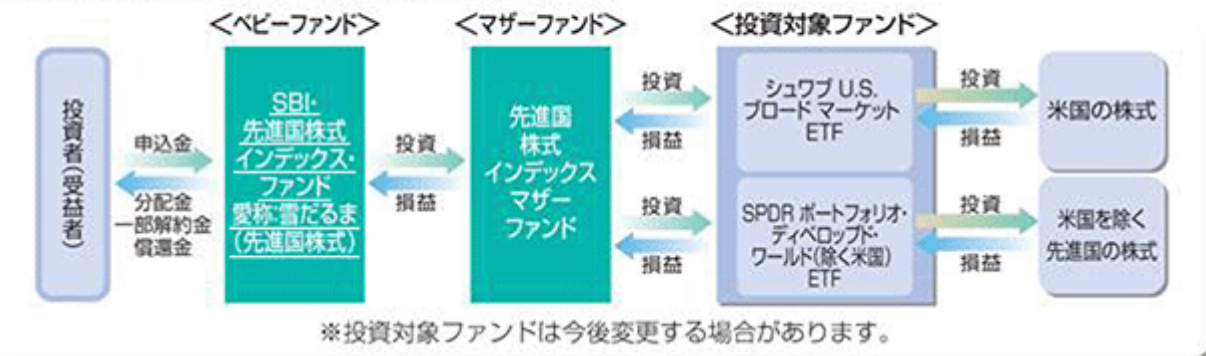 <ベビーファンド>
<マザーファンド>
<投資対象ファンド>
投資者(受益者)
申込金
分配金
一部解約金
償還金
SBI・
先進国株式
インデックス・
ファンド
愛称:雪だるま
(先進国株式)
投資
損益
先進国
株式
インデックス
マザー
ファンド
投資
損益
投資
損益
シュワブ U.S.
ブロード マーケット
ETF
SPDR ポートフォリオ・
ディベロップド・
ワールド(除く米国)
ETF
投資
損益
投資
損益
米国の株式
米国を除く
先進国の株式
※投資対象ファンドは今後変更する場合があります。